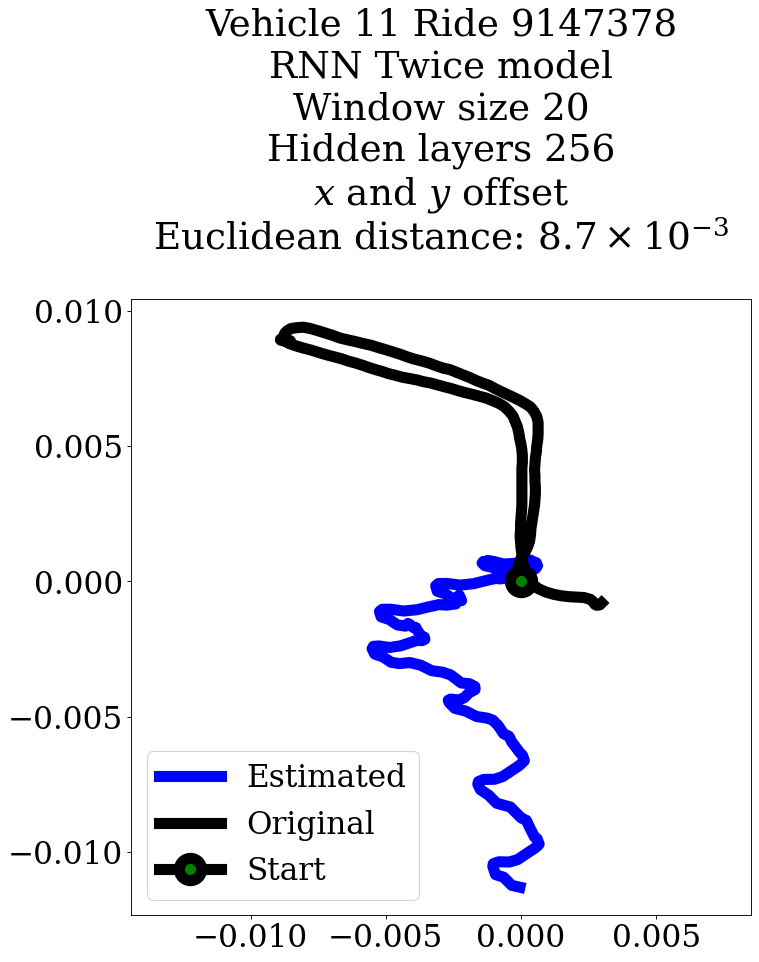 Vehicle 11 Ride 9147378
RNN Twice model
Window size 20
Hidden layers 256
x and y offset
Euclidean distance: 8.7 × 10⁻³
0.010
0.005
0.000
−0.005
−0.010
Estimated
Original
Start
−0.010 −0.005 0.000 0.005